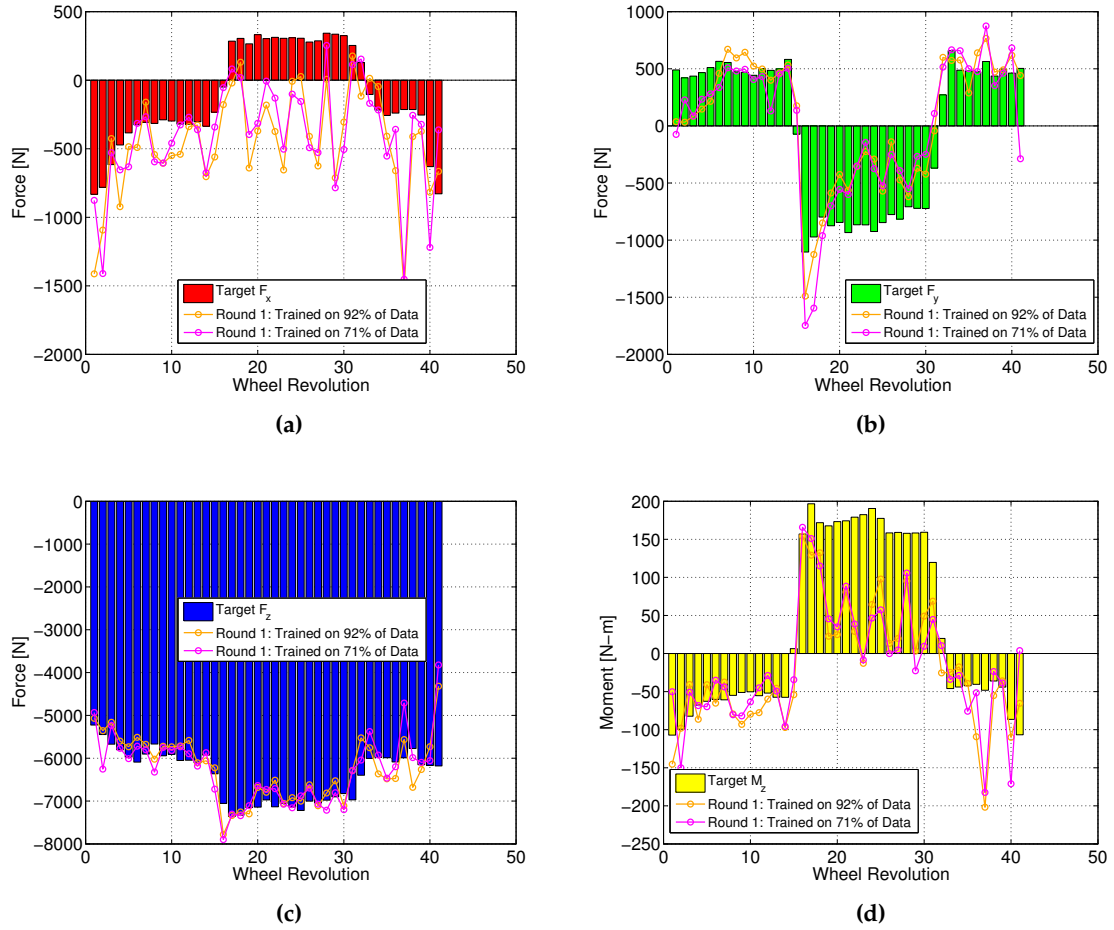 500
0
−500
−1000
−1500
−2000
Force [N]
Target F_x
Round 1: Trained on 92% of Data
Round 1: Trained on 71% of Data
0 10 20 30 40 50
Wheel Revolution
(a)
1000
500
0
−500
−1000
−1500
−2000
Force [N]
Target F_y
Round 1: Trained on 92% of Data
Round 1: Trained on 71% of Data
0 10 20 30 40 50
Wheel Revolution
(b)
0
−1000
−2000
−3000
−4000
−5000
−6000
−7000
−8000
Force [N]
Target F_z
Round 1: Trained on 92% of Data
Round 1: Trained on 71% of Data
0 10 20 30 40 50
Wheel Revolution
(c)
200
150
100
50
0
−50
−100
−150
−200
−250
Moment [N−m]
Target M_z
Round 1: Trained on 92% of Data
Round 1: Trained on 71% of Data
0 10 20 30 40 50
Wheel Revolution
(d)